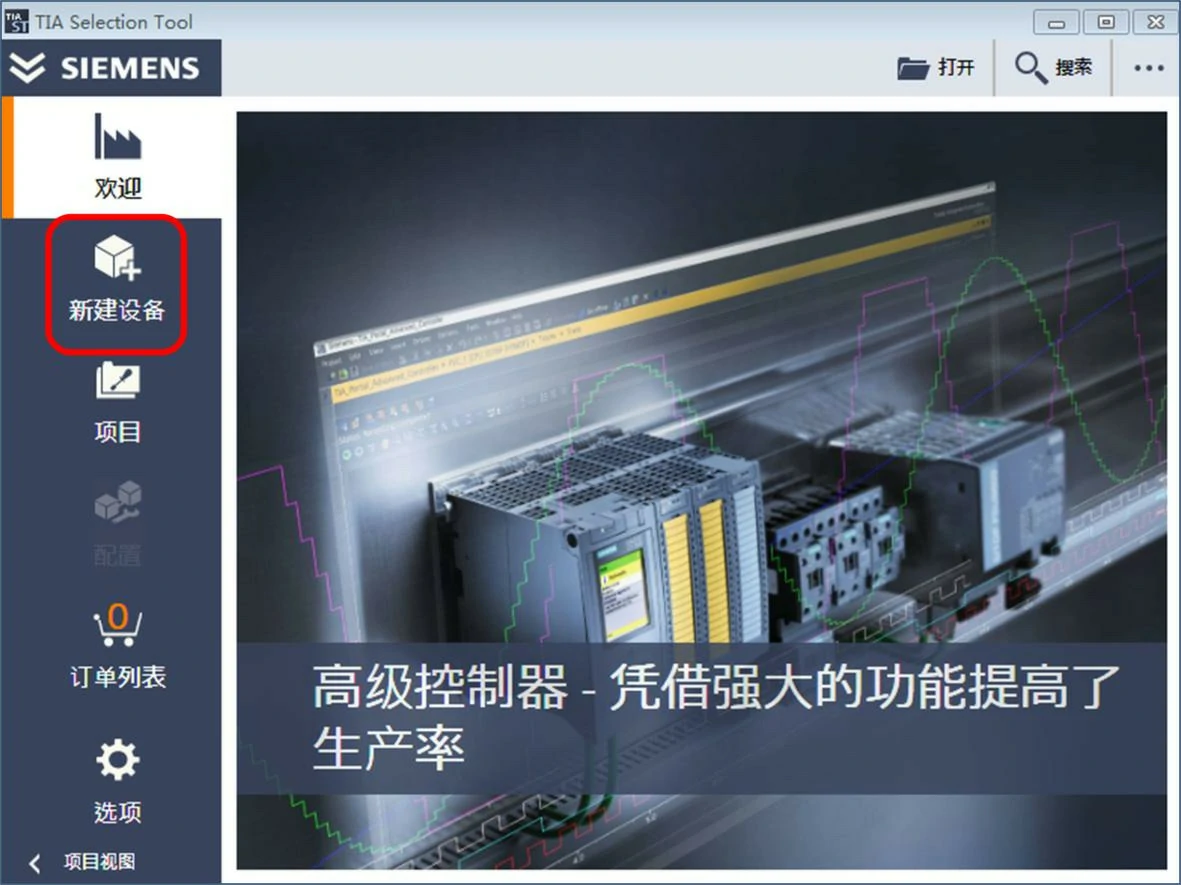 TIA ST TIA Selection Tool
SIEMENS
打开
搜索
欢迎
新建设备
项目
配置
0
订单列表
选项
项目视图
高级控制器 - 凭借强大的功能提高了
生产率